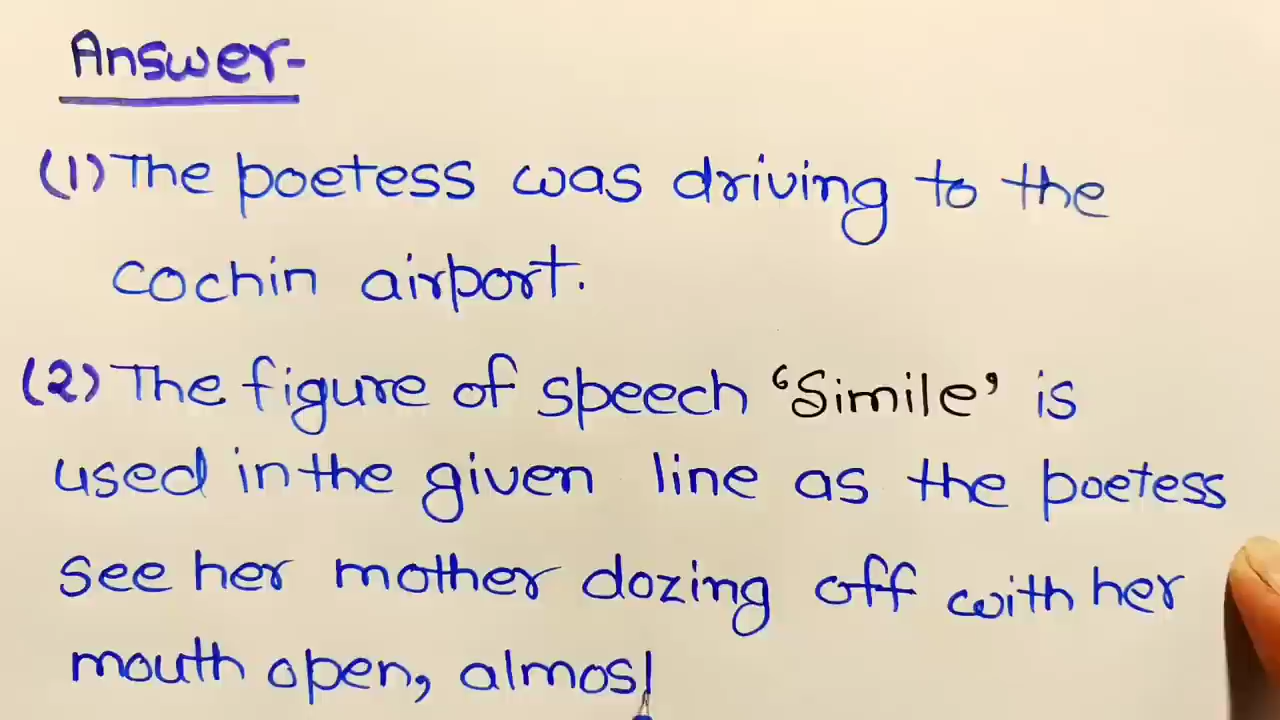 Answer-
(1) The poetess was driving to the
cochin airport.
(2) The figure of speech 'Simile' is
used in the given line as the poetess
see her mother dozing off with her
mouth open, almos